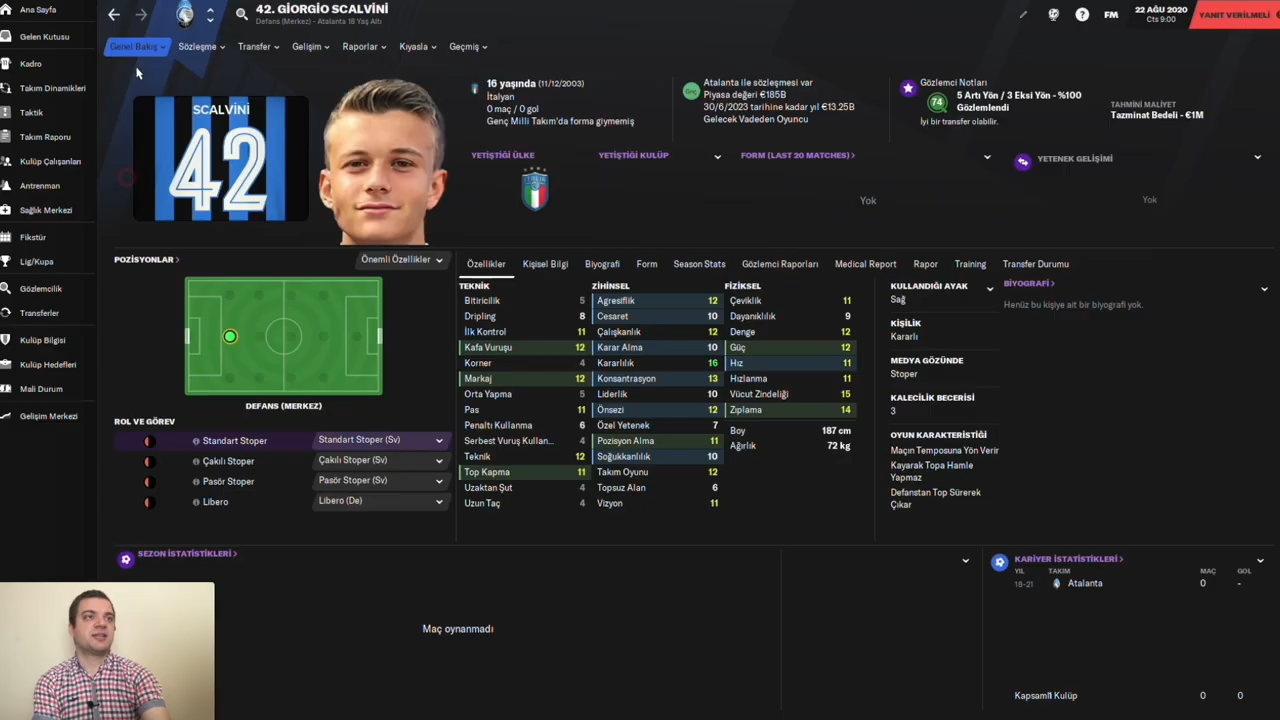 Ana Sayfa
Gelen Kutusu
Kadro
Takım Dinamikleri
Taktik
Takım Raporu
Kulüp Çalışanları
Antrenman
Sağlık Merkezi
Fikstür
Lig/Kupa
Gözlemcilik
Transferler
Kulüp Bilgisi
Kulüp Hedefleri
Mali Durum
Gelişim Merkezi
42. GİORGİO SCALVİNİ
Defans (Merkez) - Atalanta 18 Yaş Altı
FM
22 AĞU 2020
Cts 9:00
YANIT VERİLMELİ
Genel Bakış
Sözleşme
Transfer
Gelişim
Raporlar
Kıyasla
Geçmiş
SCALVİNİ
42
16 yaşında (11/12/2003)
İtalyan
0 maç / 0 gol
Genç Milli Takım'da forma giymemiş
Genç
Atalanta ile sözleşmesi var
Piyasa değeri €185B
30/6/2023 tarihine kadar yıl €13.25B
Gelecek Vadeden Oyuncu
Gözlemci Notları
74
5 Artı Yön / 3 Eksi Yön - %100
Gözlemlendi
İyi bir transfer olabilir.
TAHMİNİ MALİYET
Tazminat Bedeli - €1M
YETİŞTİĞİ ÜLKE
YETİŞTİĞİ KULÜP
FORM (LAST 20 MATCHES)
Yok
YETENEK GELİŞİMİ
Yok
POZİSYONLAR
Önemli Özellikler
DEFANS (MERKEZ)
ROL VE GÖREV
Standart Stoper Standart Stoper (Sv)
Çakılı Stoper Çakılı Stoper (Sv)
Pasör Stoper Pasör Stoper (Sv)
Libero Libero (De)
Özellikler Kişisel Bilgi Biyografi Form Season Stats Gözlemci Raporları Medical Report Rapor Training Transfer Durumu
TEKNİK
Bitiricilik 5
Dripling 8
İlk Kontrol 11
Kafa Vuruşu 12
Korner 4
Markaj 12
Orta Yapma 5
Pas 11
Penaltı Kullanma 6
Serbest Vuruş Kullan... 4
Teknik 12
Top Kapma 11
Uzaktan Şut 4
Uzun Taç 4
ZİHİNSEL
Agresiflik 12
Cesaret 10
Çalışkanlık 12
Karar Alma 10
Kararlılık 16
Konsantrasyon 13
Liderlik 10
Önsezi 12
Özel Yetenek 7
Pozisyon Alma 11
Soğukkanlılık 10
Takım Oyunu 12
Topsuz Alan 6
Vizyon 11
FİZİKSEL
Çeviklik 11
Dayanıklılık 9
Denge 12
Güç 12
Hız 11
Hızlanma 11
Vücut Zindeliği 15
Zıplama 14
Boy 187 cm
Ağırlık 72 kg
KULLANDIĞI AYAK
Sağ
KİŞİLİK
Kararlı
MEDYA GÖZÜNDE
Stoper
KALECİLİK BECERİSİ
3
OYUN KARAKTERİSTİĞİ
Maçın Temposuna Yön Verir
Kayarak Topa Hamle
Yapmaz
Defanstan Top Sürerek
Çıkar
BİYOGRAFİ
Henüz bu kişiye ait bir biyografi yok.
SEZON İSTATİSTİKLERİ
Maç oynanmadı
KARİYER İSTATİSTİKLERİ
YIL TAKIM MAÇ GOL
18-21 Atalanta 0 -
Kapsamlı Kulüp 0 0